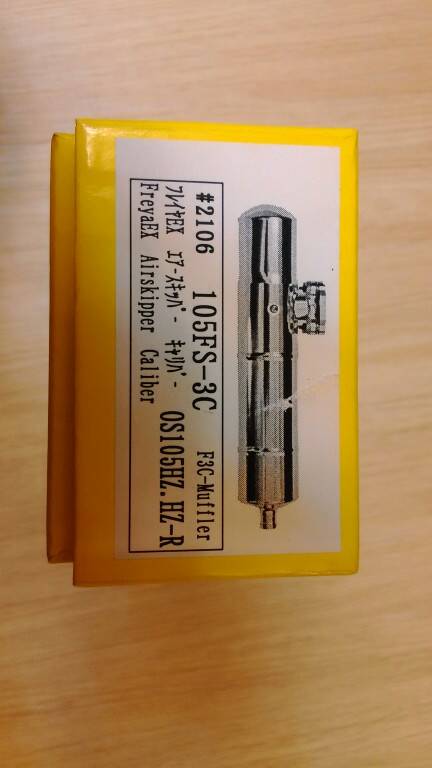 #2106 105FS-3C F3C-Muffler
フレイヤEX エアースキッパー キャリバー OS105HZ.HZ-R
FreyaEX Airskipper Caliber